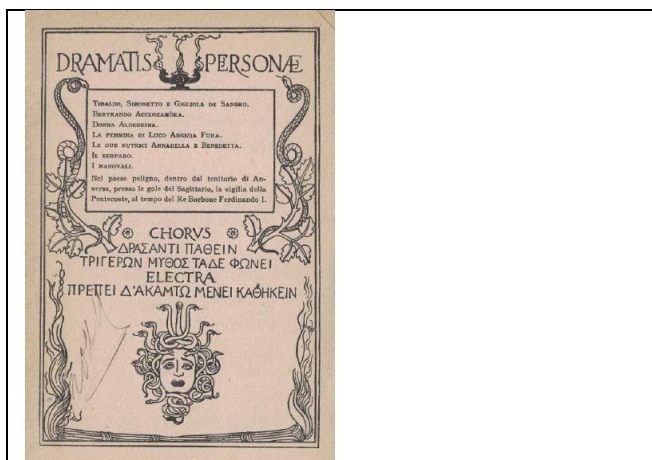 DRAMATIS PERSONÆ
TIBALDO, SIMONETTO E GIGLIOLA DE SANGRO.
BERTRANDO ACCLOZAMÒRA.
DONNA ALDEGRINA.
LA FEMMINA DI LUCO ANGIZIA FURA.
LE DUE NUTRICI ANNABELLA E BENEDETTA.
IL SERPARO.
I MANOVALI.
Nel paese peligno, dentro dal tenitorio di An-
versa, presso le gole del Sagittario, la vigilia della
Pentecoste, al tempo del Re Borbone Ferdinando I.
CHORVS
ΔΡΑΣΑΝΤΙ ΠΑΘΕΙΝ
ΤΡΙΓΕΡΩΝ ΜΥΘΟΣ ΤΑΔΕ ΦΩΝΕΙ
ELECTRA
ΠΡΕΠΕΙ Δ'ΑΚΑΜΤΩ ΜΕΝΕΙ ΚΑΘΗΚΕΙΝ